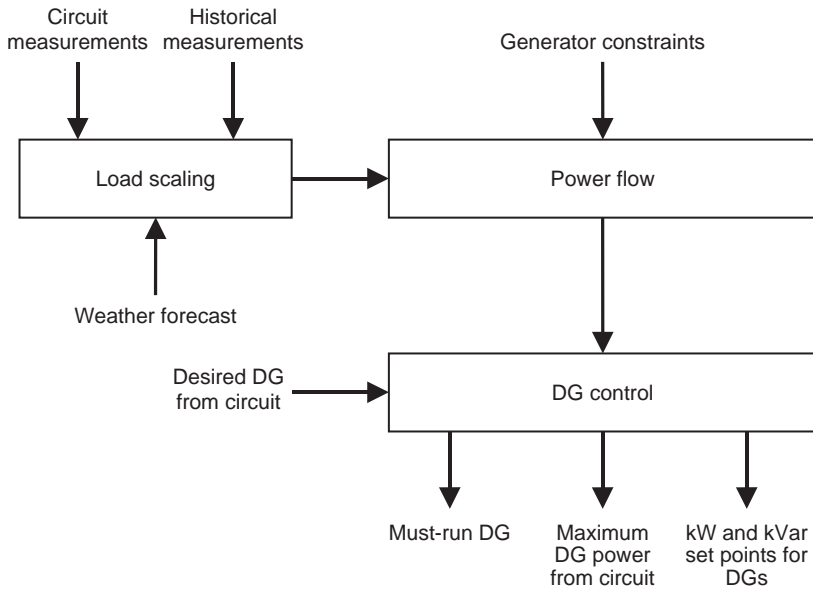 Circuit
measurements
Historical
measurements
Generator constraints
Load scaling
Power flow
Weather forecast
Desired DG
from circuit
DG control
Must-run DG
Maximum
DG power
from circuit
kW and kVar
set points for
DGs